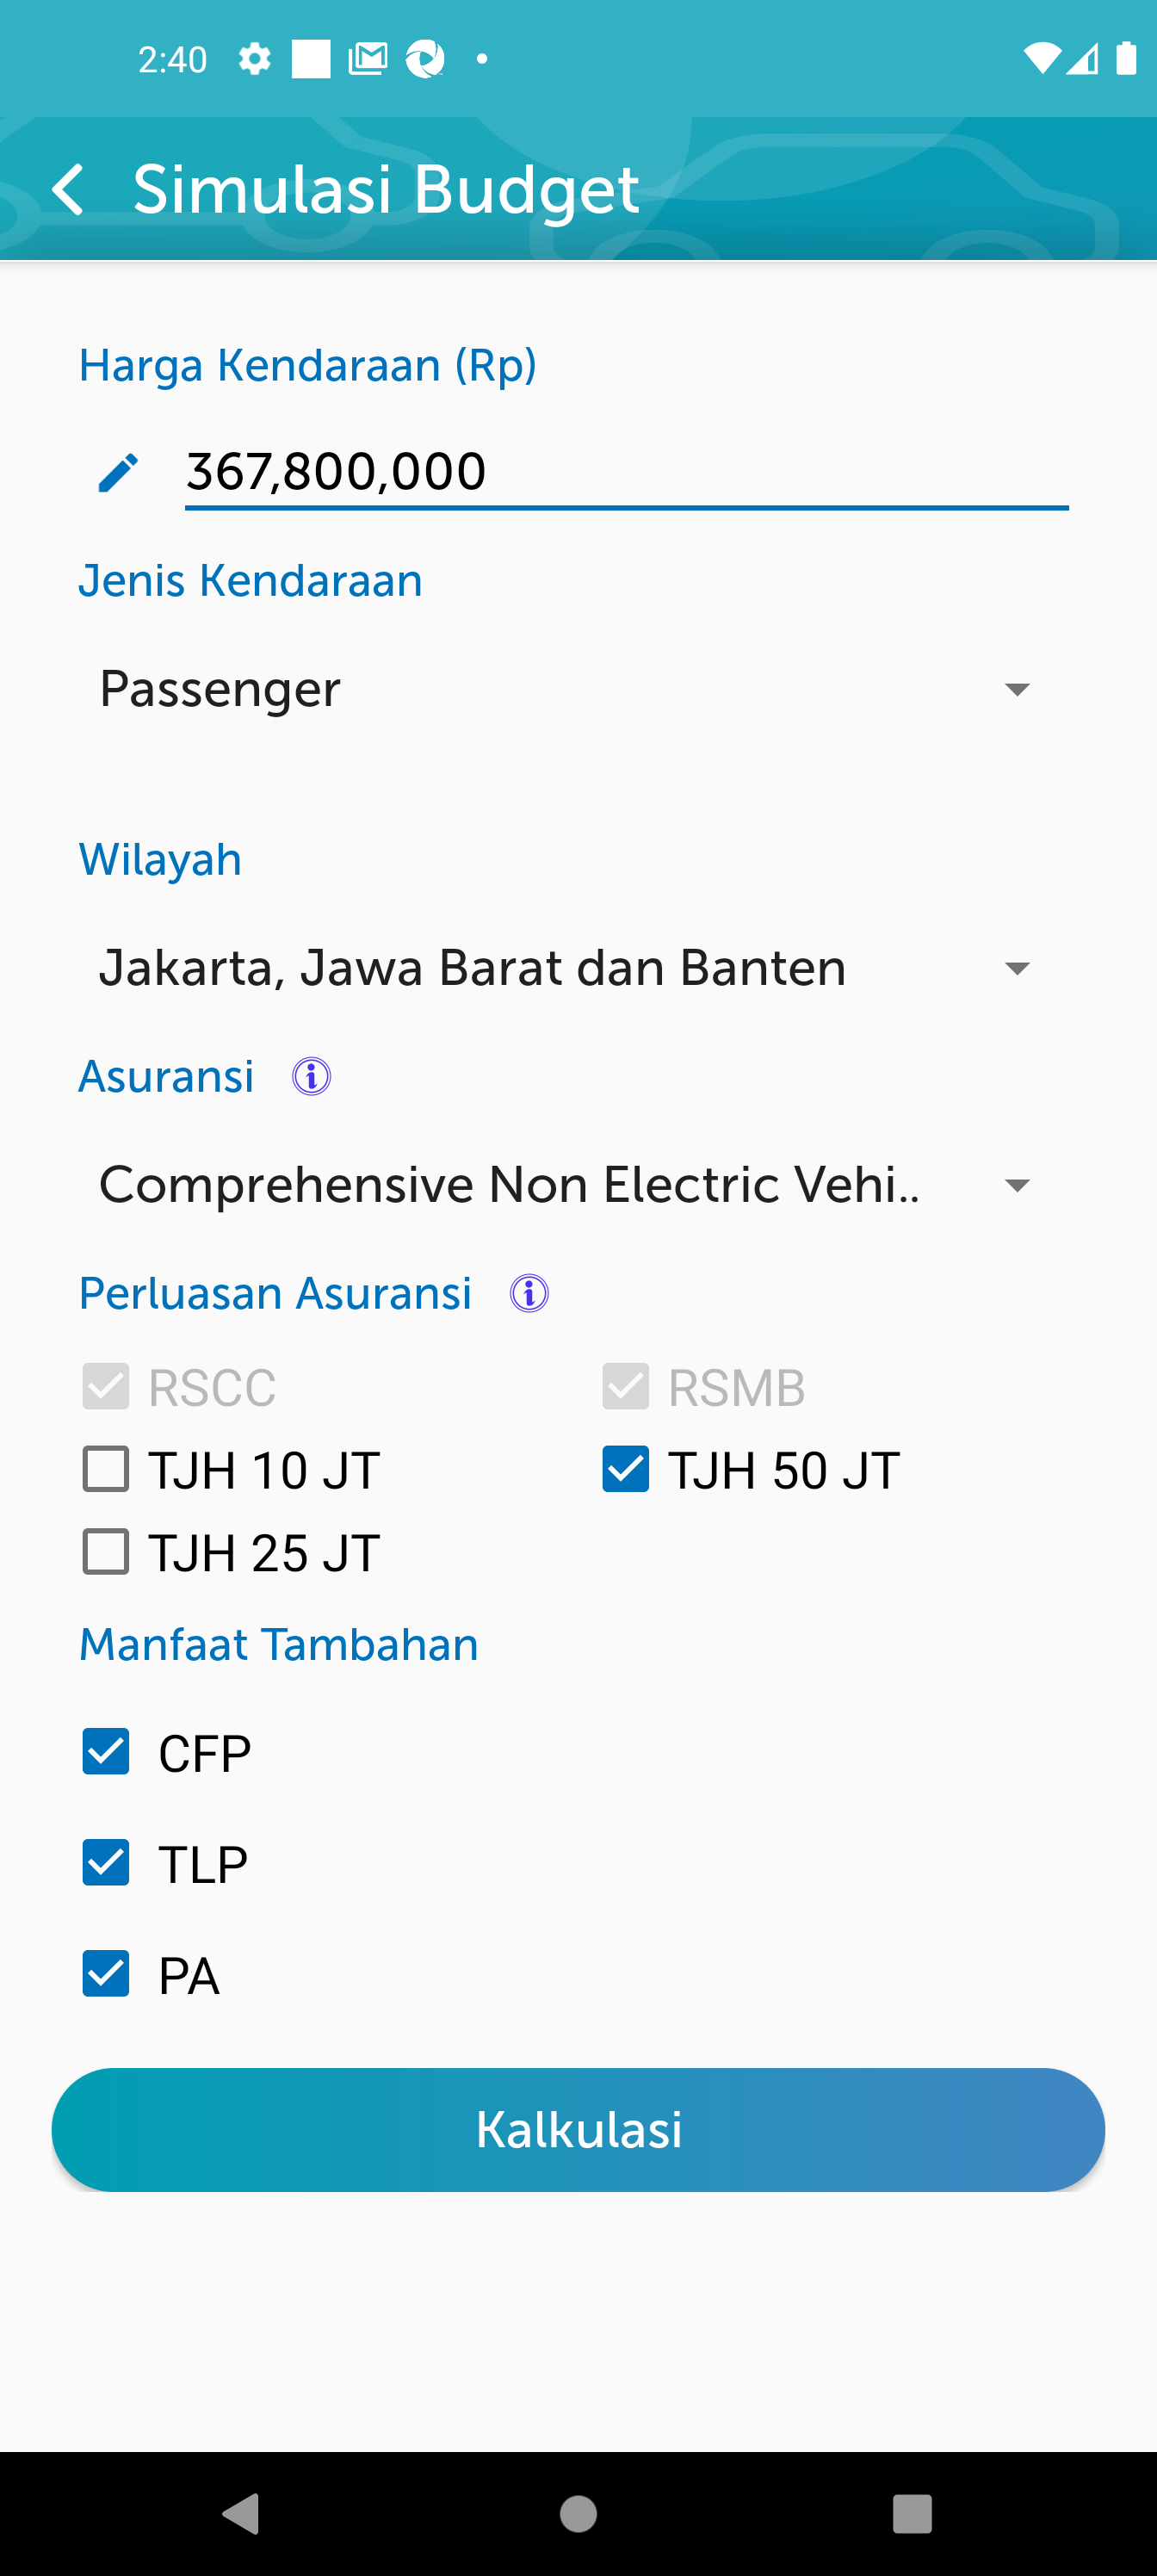 2:40
Simulasi Budget
Harga Kendaraan (Rp)
367,800,000
Jenis Kendaraan
Passenger
Wilayah
Jakarta, Jawa Barat dan Banten
Asuransi
Comprehensive Non Electric Vehi..
Perluasan Asuransi
RSCC RSMB
TJH 10 JT TJH 50 JT
TJH 25 JT
Manfaat Tambahan
CFP
TLP
PA
Kalkulasi